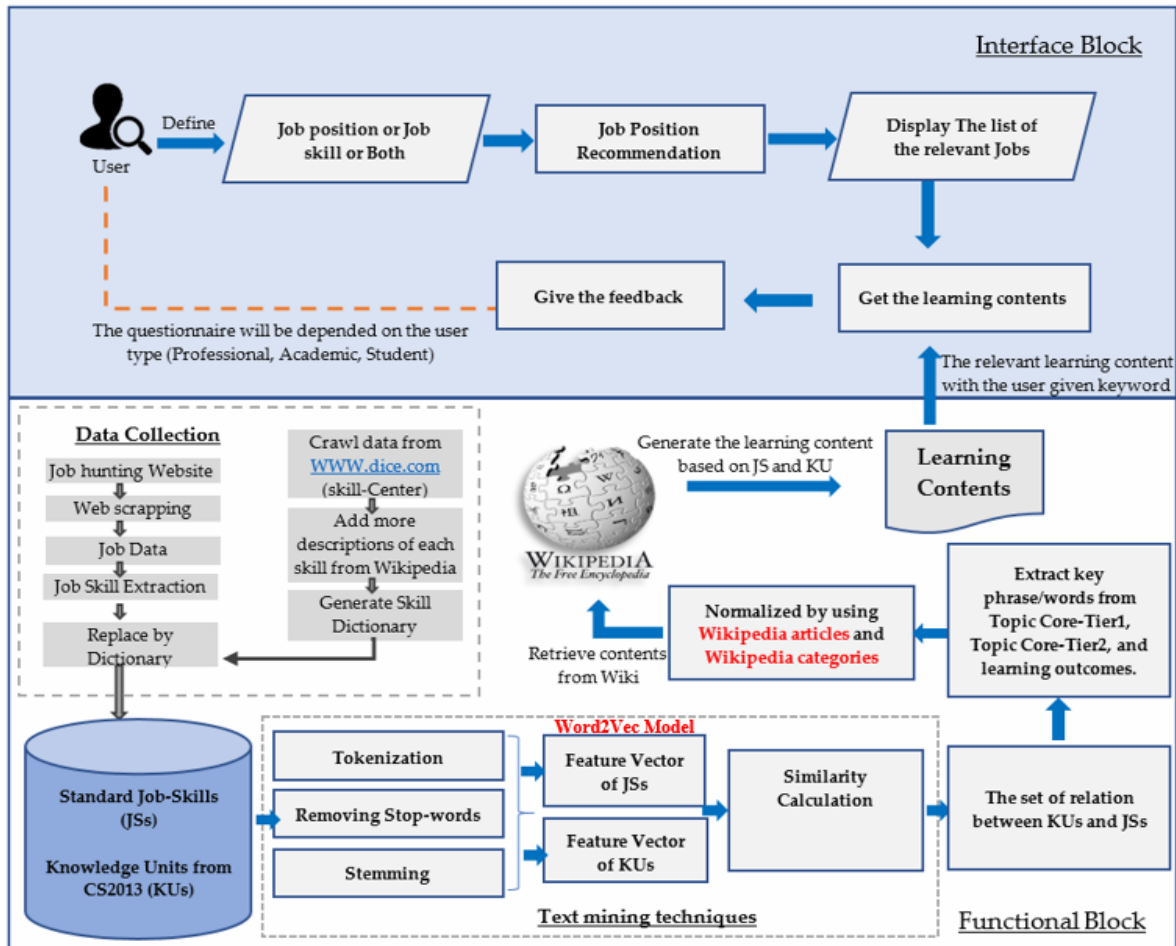 Interface Block
Define
User
Job position or Job
skill or Both
Job Position
Recommendation
Display The list of
the relevant Jobs
Give the feedback
Get the learning contents
The questionnaire will be depended on the user
type (Professional, Academic, Student)
The relevant learning content
with the user given keyword
Data Collection
Job hunting Website
Web scrapping
Job Data
Job Skill Extraction
Replace by
Dictionary
Crawl data from
WWW.dice.com
(skill-Center)
Add more
descriptions of each
skill from Wikipedia
Generate Skill
Dictionary
WIKIPEDIA
The Free Encyclopedia
Generate the learning content
based on JS and KU
Learning
Contents
Retrieve contents
from Wiki
Normalized by using
Wikipedia articles and
Wikipedia categories
Extract key
phrase/words from
Topic Core-Tier1,
Topic Core-Tier2, and
learning outcomes.
Standard Job-Skills
(JSs)
Knowledge Units from
CS2013 (KUs)
Tokenization
Removing Stop-words
Stemming
Word2Vec Model
Feature Vector
of JSs
Feature Vector
of KUs
Similarity
Calculation
The set of relation
between KUs and JSs
Text mining techniques
Functional Block